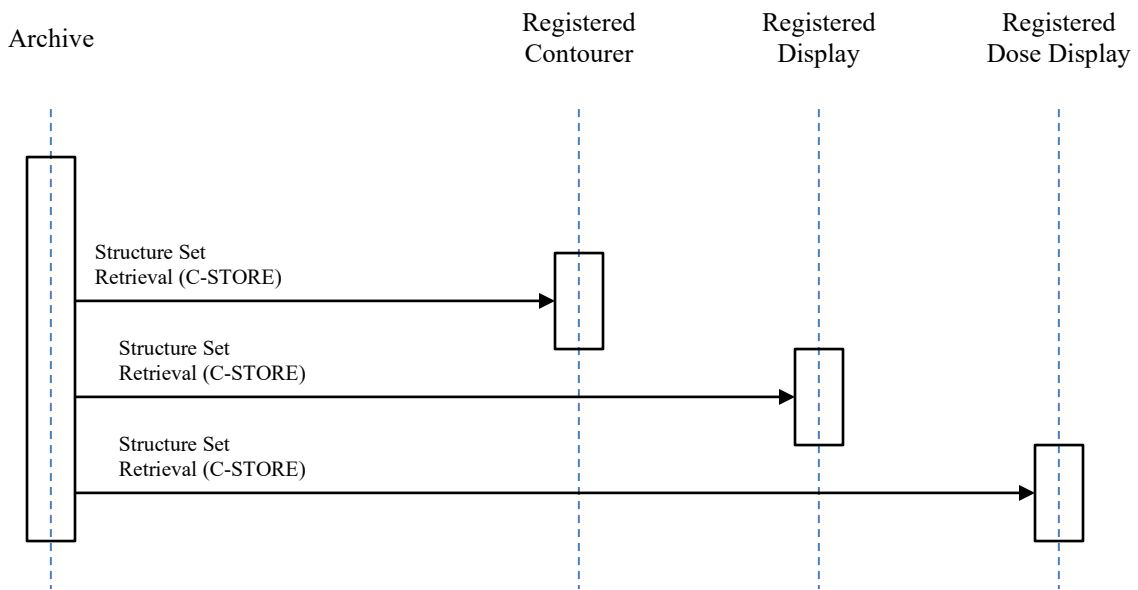 Archive
Registered
Contourer
Registered
Display
Registered
Dose Display
Structure Set
Retrieval (C-STORE)
Structure Set
Retrieval (C-STORE)
Structure Set
Retrieval (C-STORE)